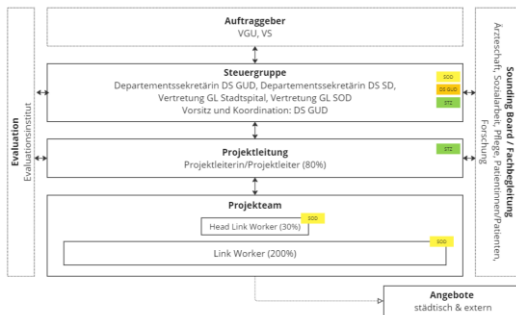 Auftraggeber
VGU, VS
Steuergruppe
Departementssekretärin DS GUD, Departementssekretärin DS SD,
Vertretung GL Stadtspital, Vertretung GL SOD
Vorsitz und Koordination: DS GUD
SOD
DS GUD
STZ
Projektleitung
Projektleiterin/Projektleiter (80%)
STZ
Projekteam
Head Link Worker (30%)
SOD
Link Worker (200%)
SOD
Angebote
städtisch & extern
Evaluation
Evaluationsinstitut
Sounding Board / Fachbegleitung
Ärzteschaft, Sozialarbeit, Pflege, Patientinnen/Patienten,
Forschung